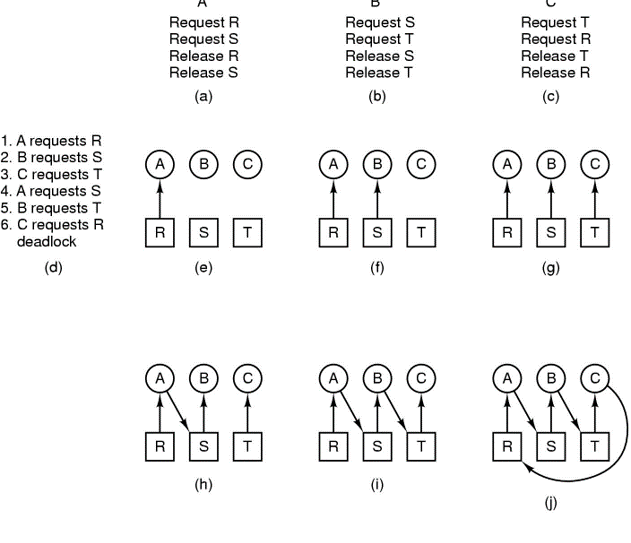 A B C
Request R Request S Request T
Request S Request T Request R
Release R Release S Release T
Release S Release T Release R
(a) (b) (c)
1. A requests R
2. B requests S
3. C requests T
4. A requests S
5. B requests T
6. C requests R
deadlock
(d)
A B C
R S T
(e)
A B C
R S T
(f)
A B C
R S T
(g)
A B C
R S T
(h)
A B C
R S T
(i)
A B C
R S T
(j)